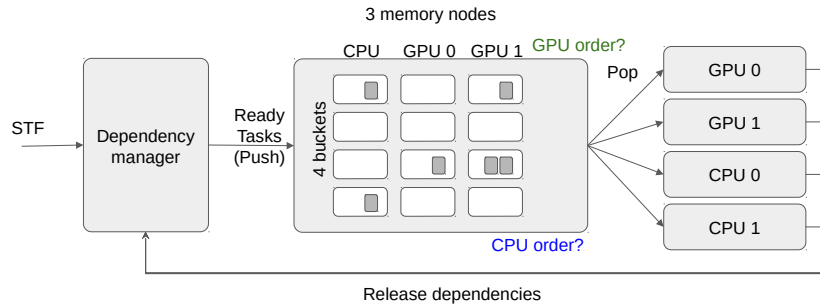 3 memory nodes
CPU GPU 0 GPU 1 GPU order?
STF
Dependency
manager
Ready
Tasks
(Push)
4 buckets
CPU order?
Pop
GPU 0
GPU 1
CPU 0
CPU 1
Release dependencies